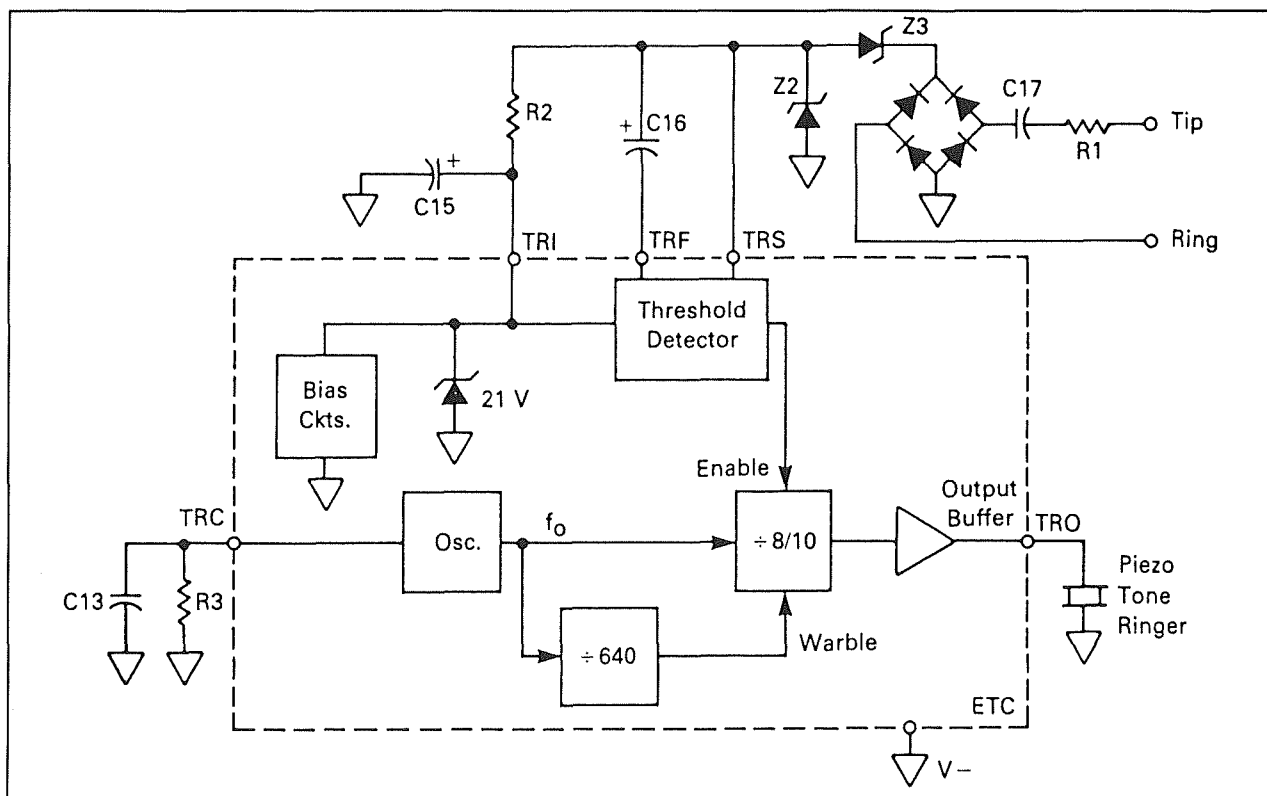 Z3
Z2
C17
R2
C16
+
Tip
R1
+
C15
Ring
TRI
TRF
TRS
Threshold
Detector
Bias
Ckts.
21 V
Enable
Output
Buffer
TRC
TRO
Osc.
fo
÷ 8/10
Piezo
Tone
Ringer
C13
R3
÷ 640
Warble
ETC
V−